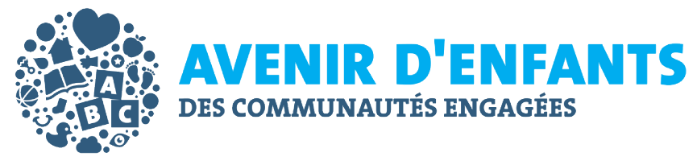 A
B C
AVENIR D'ENFANTS
DES COMMUNAUTÉS ENGAGÉES